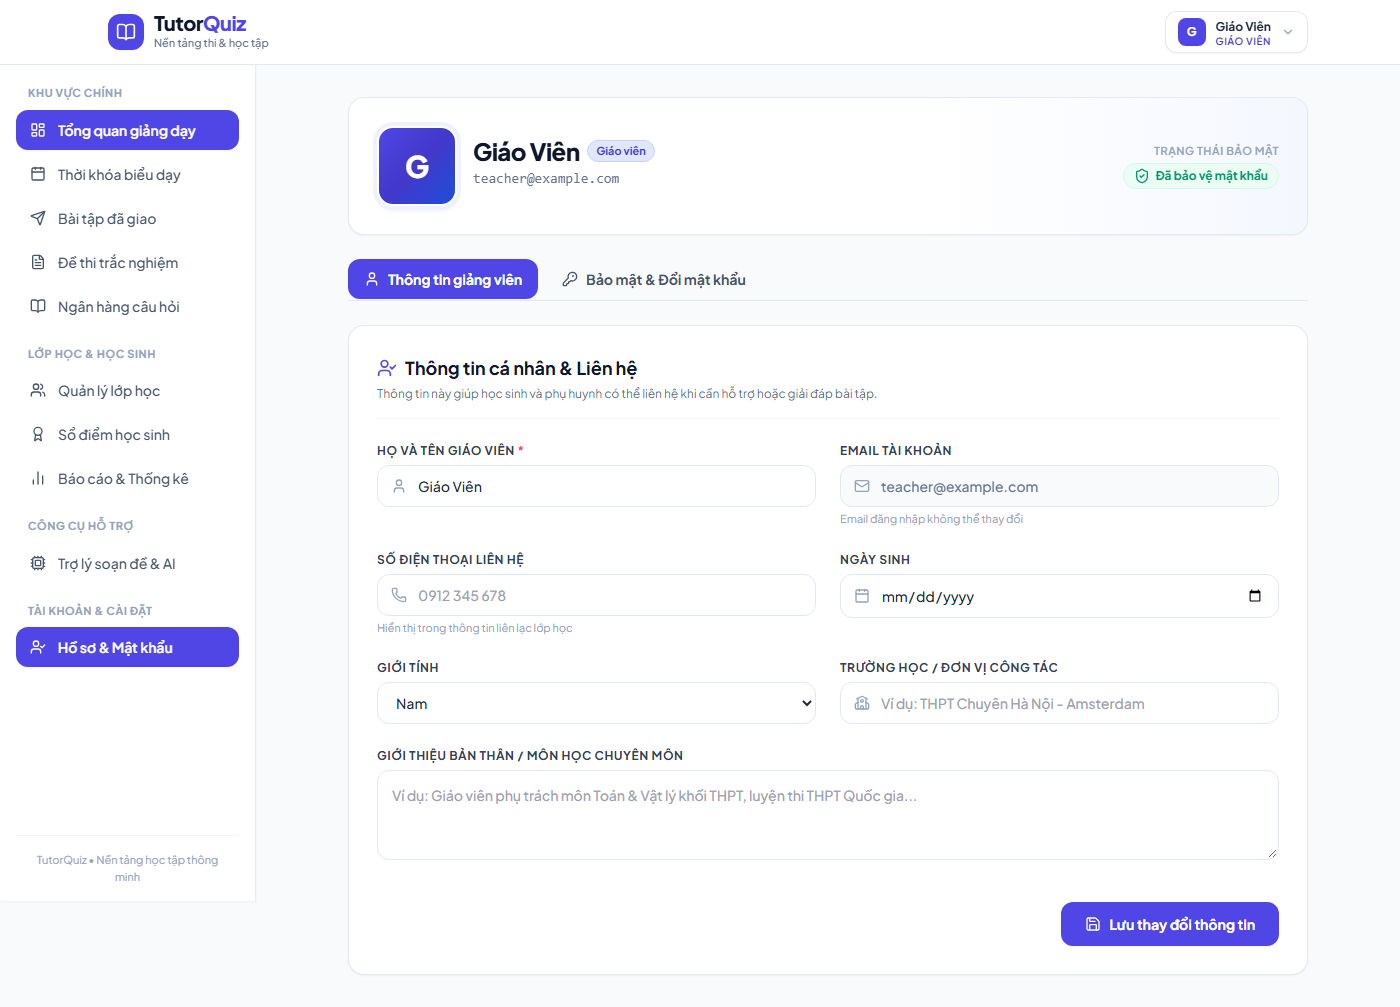 TutorQuiz
Nền tảng thi & học tập
G
Giáo Viên
GIÁO VIÊN
KHU VỰC CHÍNH
Tổng quan giảng dạy
Thời khóa biểu dạy
Bài tập đã giao
Đề thi trắc nghiệm
Ngân hàng câu hỏi
LỚP HỌC & HỌC SINH
Quản lý lớp học
Sổ điểm học sinh
Báo cáo & Thống kê
CÔNG CỤ HỖ TRỢ
Trợ lý soạn đề & AI
TÀI KHOẢN & CÀI ĐẶT
Hồ sơ & Mật khẩu
TutorQuiz • Nền tảng học tập thông
minh
G
Giáo Viên
Giáo viên
teacher@example.com
TRẠNG THÁI BẢO MẬT
Đã bảo vệ mật khẩu
Thông tin giảng viên
Bảo mật & Đổi mật khẩu
Thông tin cá nhân & Liên hệ
Thông tin này giúp học sinh và phụ huynh có thể liên hệ khi cần hỗ trợ hoặc giải đáp bài tập.
HỌ VÀ TÊN GIÁO VIÊN *
Giáo Viên
EMAIL TÀI KHOẢN
teacher@example.com
Email đăng nhập không thể thay đổi
SỐ ĐIỆN THOẠI LIÊN HỆ
0912 345 678
Hiển thị trong thông tin liên lạc lớp học
NGÀY SINH
mm/dd/yyyy
GIỚI TÍNH
Nam
TRƯỜNG HỌC / ĐƠN VỊ CÔNG TÁC
Ví dụ: THPT Chuyên Hà Nội - Amsterdam
GIỚI THIỆU BẢN THÂN / MÔN HỌC CHUYÊN MÔN
Ví dụ: Giáo viên phụ trách môn Toán & Vật lý khối THPT, luyện thi THPT Quốc gia...
Lưu thay đổi thông tin